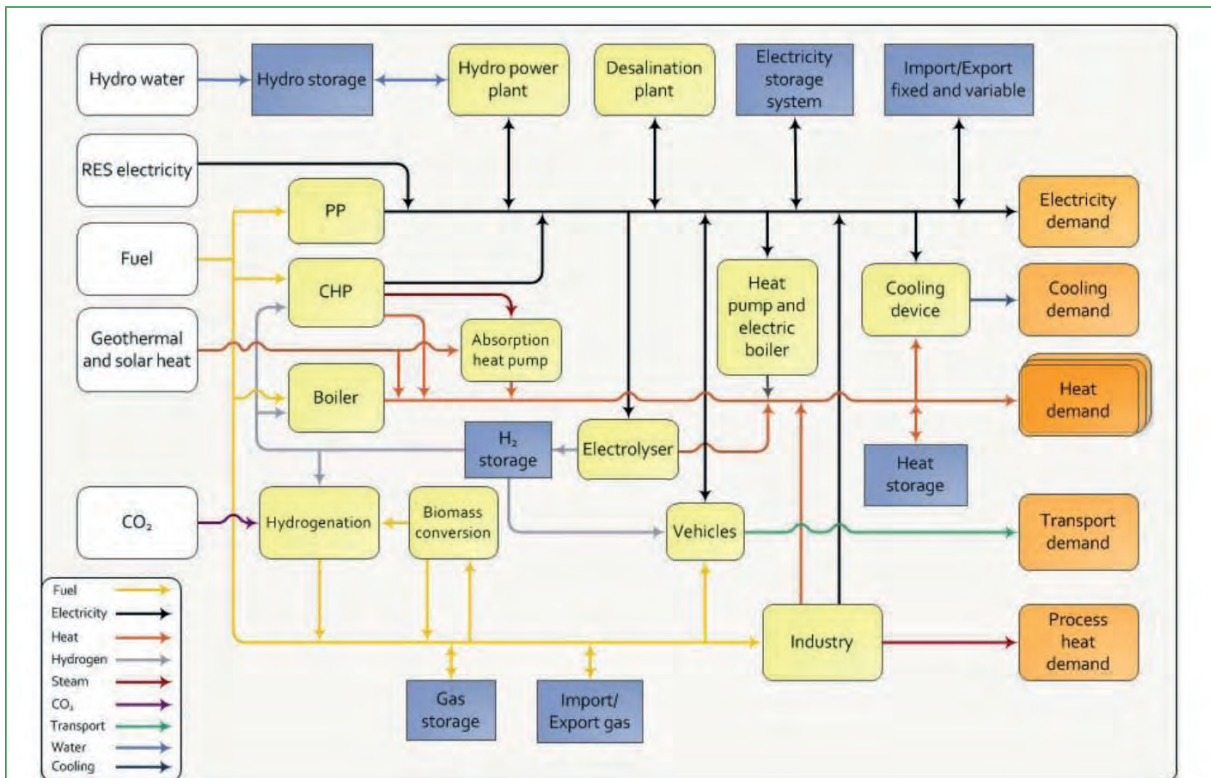 Hydro water
Hydro storage
Hydro power
plant
Desalination
plant
Electricity
storage
system
Import/Export
fixed and variable
RES electricity
PP
Electricity
demand
Fuel
CHP
Heat
pump and
electric
boiler
Cooling
device
Cooling
demand
Geothermal
and solar heat
Absorption
heat pump
Boiler
Heat
demand
H₂
storage
Electrolyser
Heat
storage
CO₂
Hydrogenation
Biomass
conversion
Vehicles
Transport
demand
Industry
Process
heat
demand
Gas
storage
Import/
Export gas
Fuel
Electricity
Heat
Hydrogen
Steam
CO₂
Transport
Water
Cooling